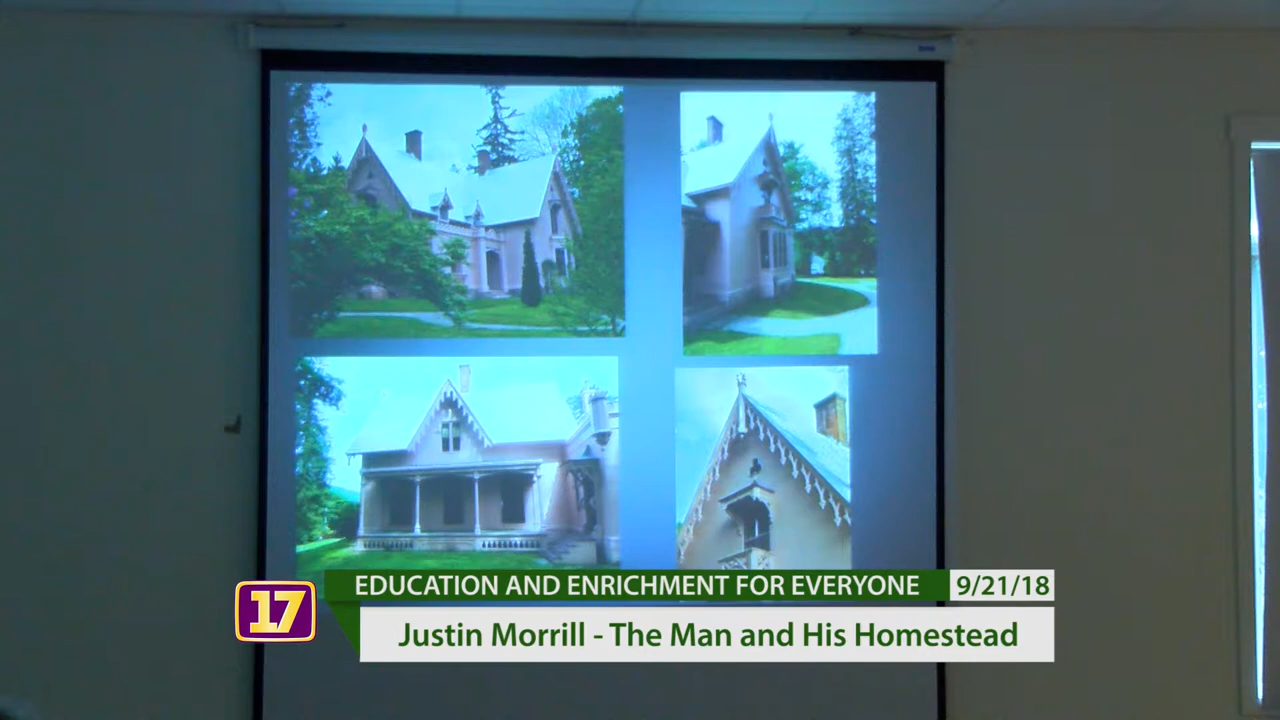 EDUCATION AND ENRICHMENT FOR EVERYONE 9/21/18
17
Justin Morrill - The Man and His Homestead